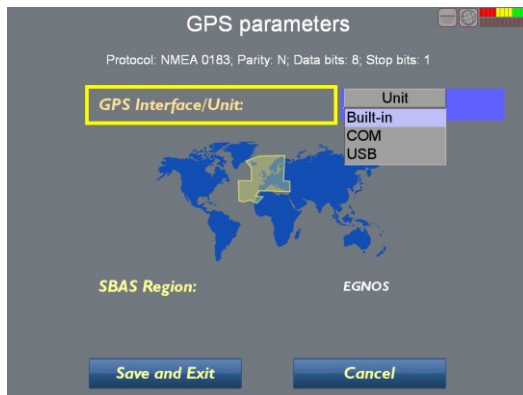 GPS parameters
Protocol: NMEA 0183; Parity: N; Data bits: 8; Stop bits: 1
GPS Interface/Unit:
Unit
Built-in
COM
USB
SBAS Region:
EGNOS
Save and Exit
Cancel